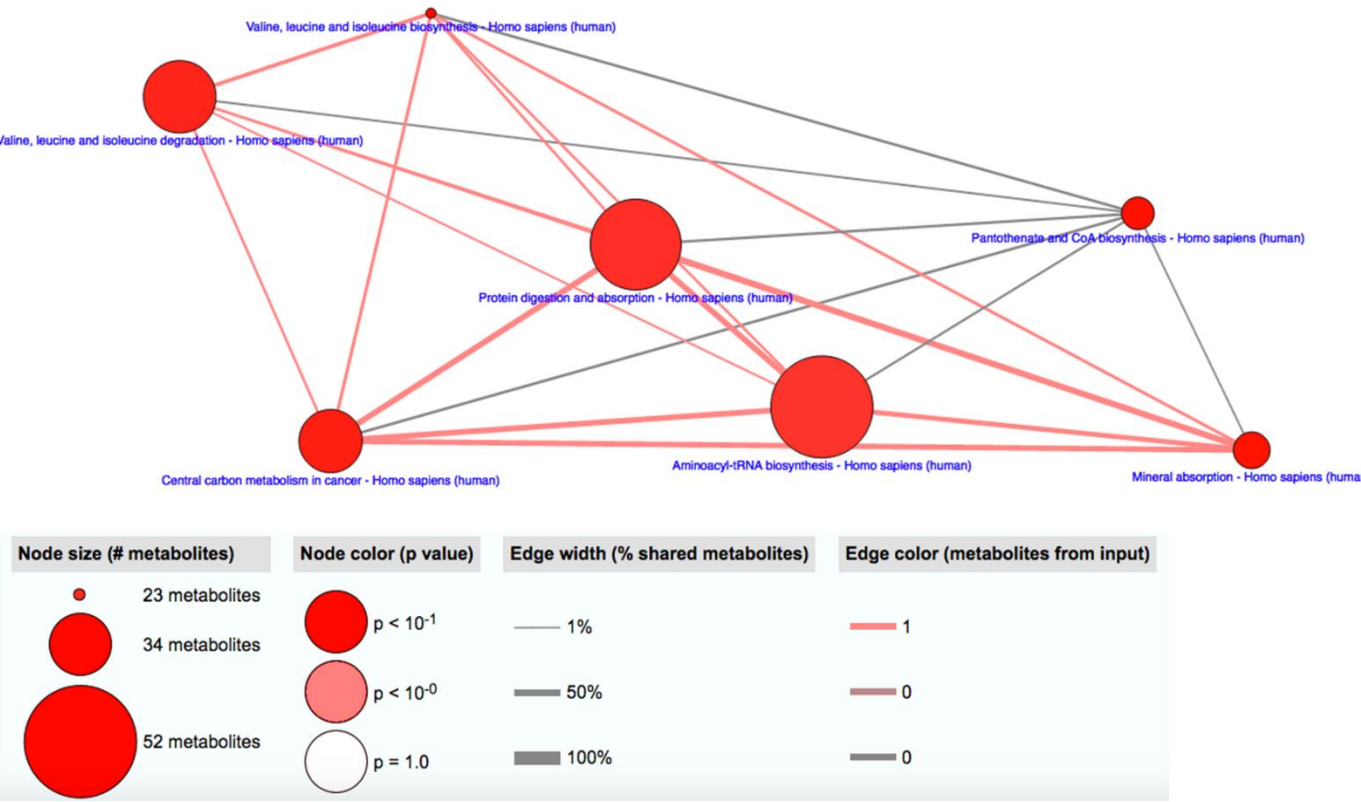 Valine, leucine and isoleucine biosynthesis - Homo sapiens (human)
Valine, leucine and isoleucine degradation - Homo sapiens (human)
Pantothenate and CoA biosynthesis - Homo sapiens (human)
Protein digestion and absorption - Homo sapiens (human)
Aminoacyl-tRNA biosynthesis - Homo sapiens (human)
Mineral absorption - Homo sapiens (huma
Central carbon metabolism in cancer - Homo sapiens (human)
Node size (# metabolites)
23 metabolites
34 metabolites
52 metabolites
Node color (p value)
p < 10⁻¹
p < 10⁻⁰
p = 1.0
Edge width (% shared metabolites)
1%
50%
100%
Edge color (metabolites from input)
1
0
0